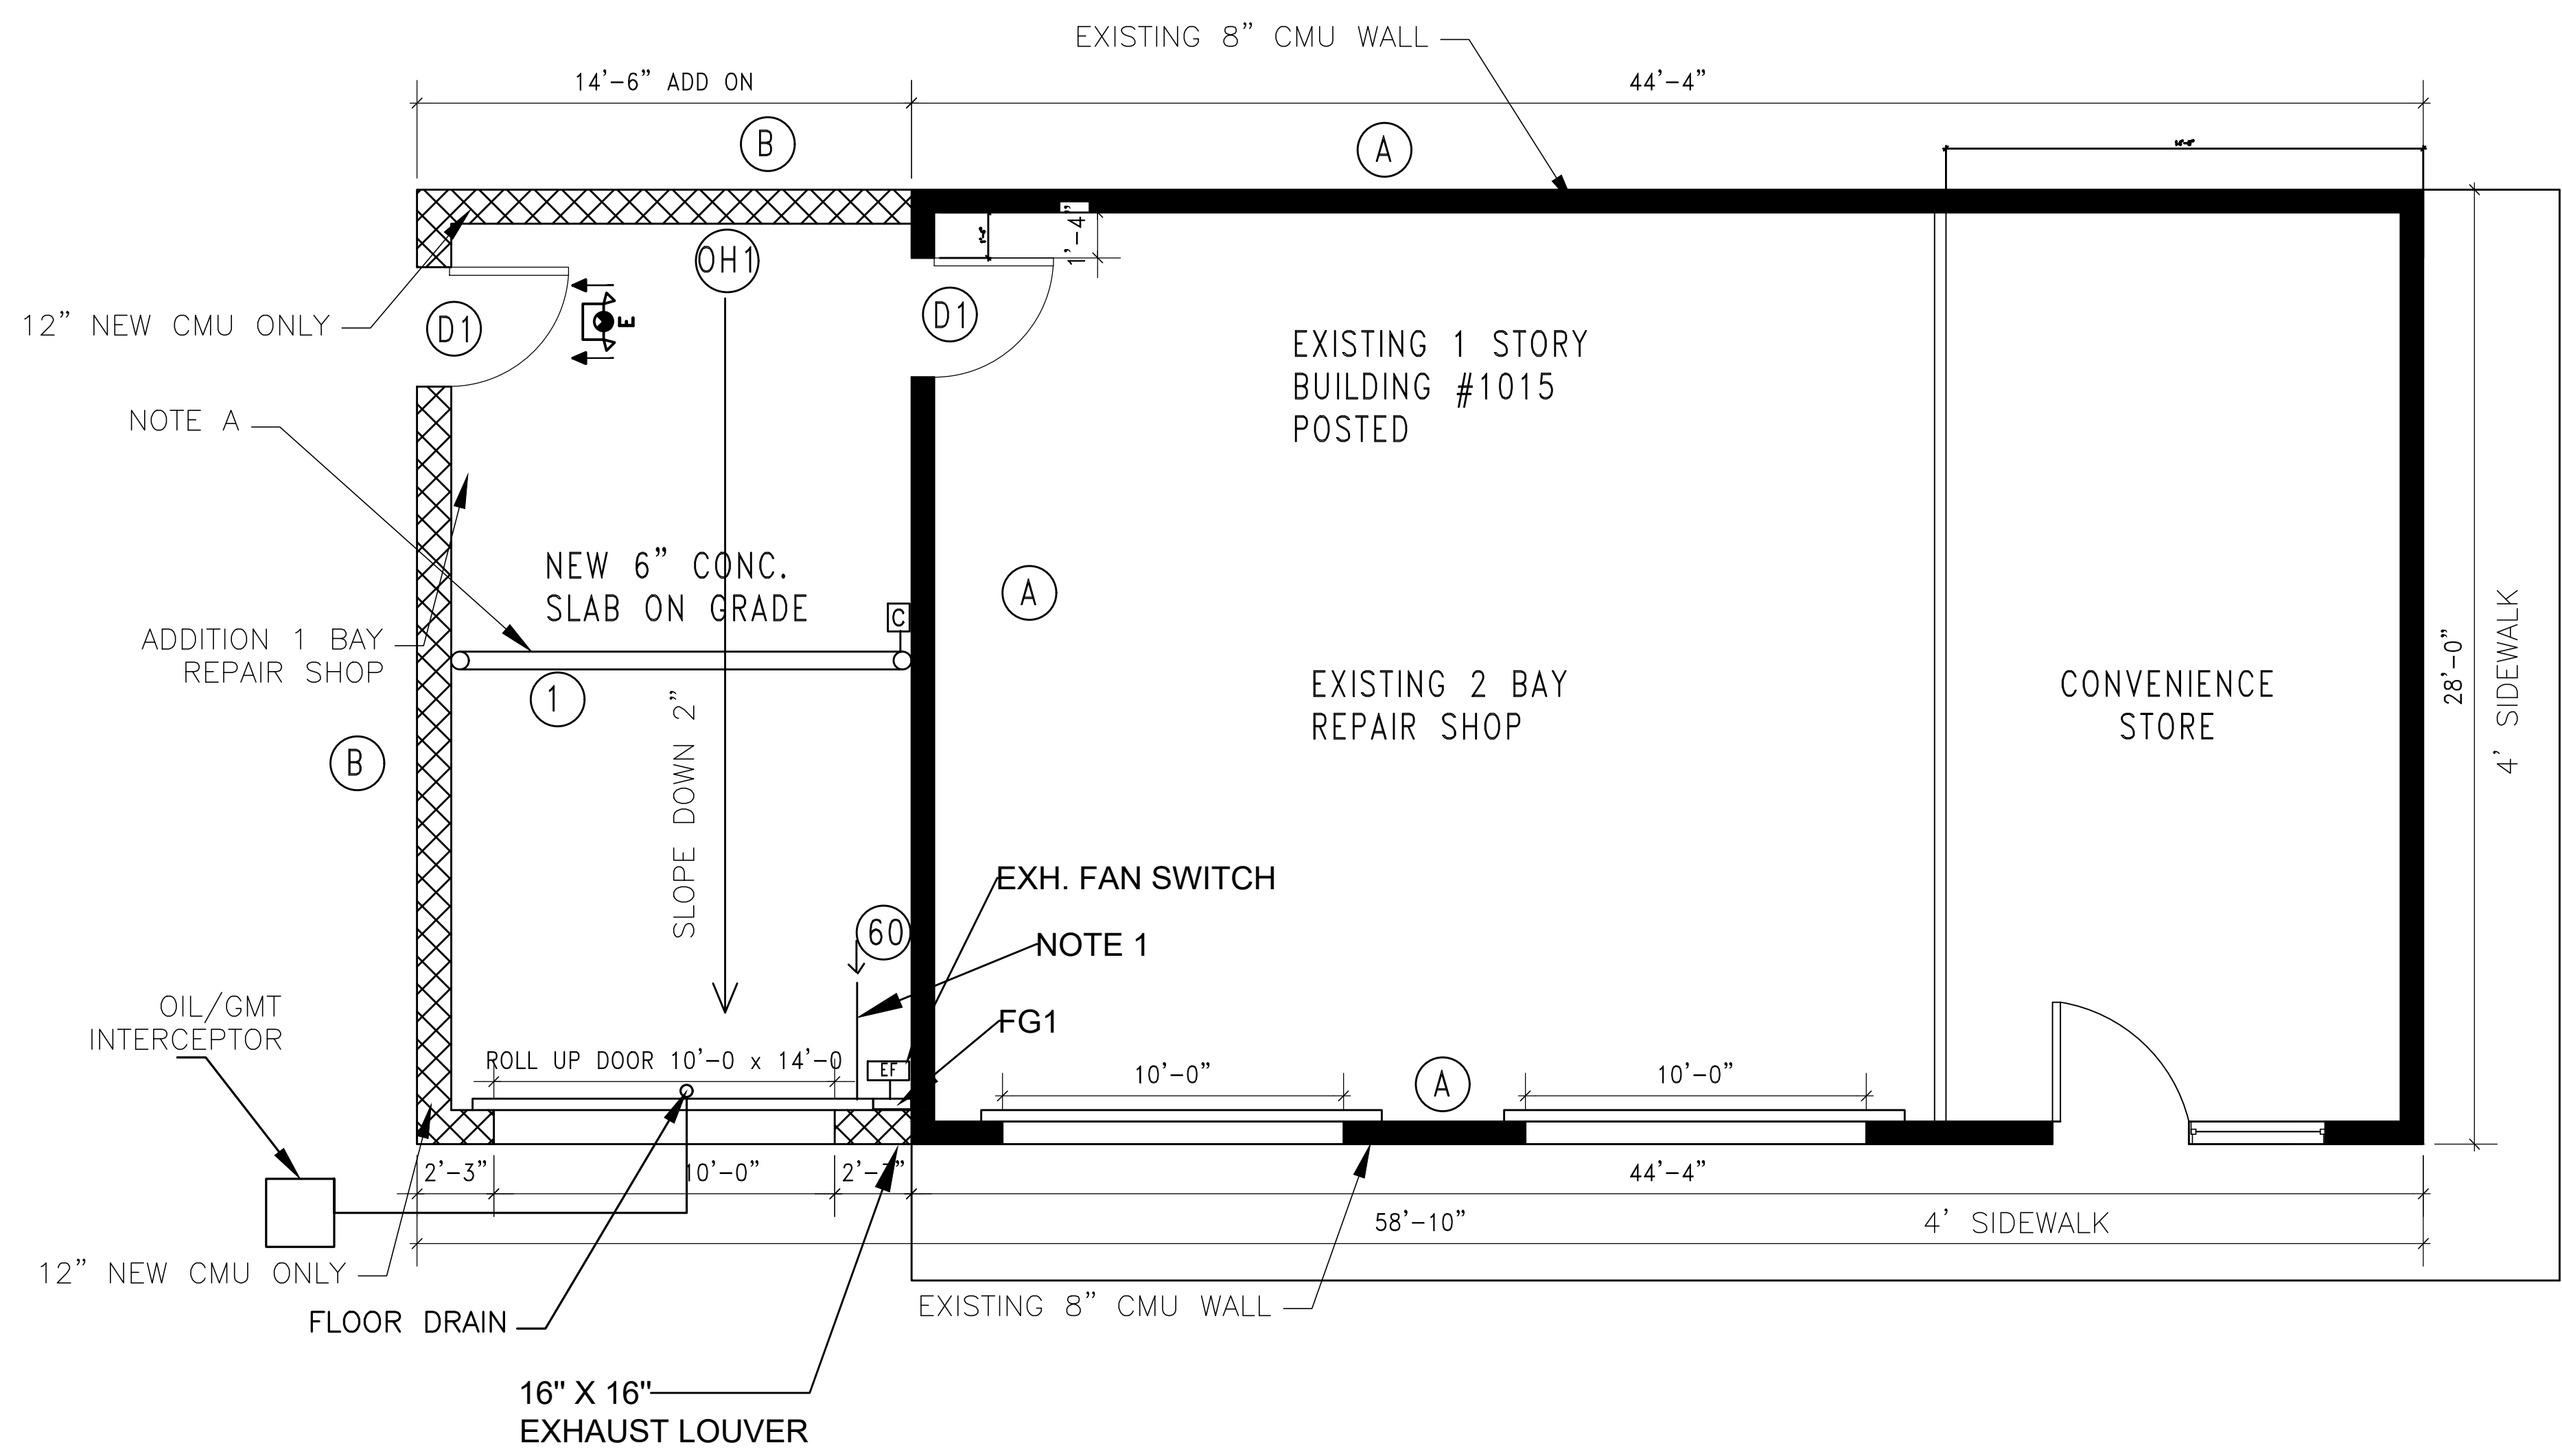 EXISTING 8” CMU WALL
14’-6” ADD ON
44’-4”
B
A
OH1
1’-4”
12” NEW CMU ONLY
D1
E
D1
EXISTING 1 STORY
BUILDING #1015
POSTED
NOTE A
NEW 6” CONC.
SLAB ON GRADE
A
C
ADDITION 1 BAY
REPAIR SHOP
1
B
SLOPE DOWN 2”
EXISTING 2 BAY
REPAIR SHOP
CONVENIENCE
STORE
28’-0”
4’ SIDEWALK
EXH. FAN SWITCH
60
NOTE 1
OIL/GMT
INTERCEPTOR
FG1
ROLL UP DOOR 10’-0 x 14’-0
EF
10’-0”
A
10’-0”
2’-3”
10’-0”
44’-4”
58’-10”
4’ SIDEWALK
12” NEW CMU ONLY
EXISTING 8” CMU WALL
FLOOR DRAIN
16" X 16"
EXHAUST LOUVER